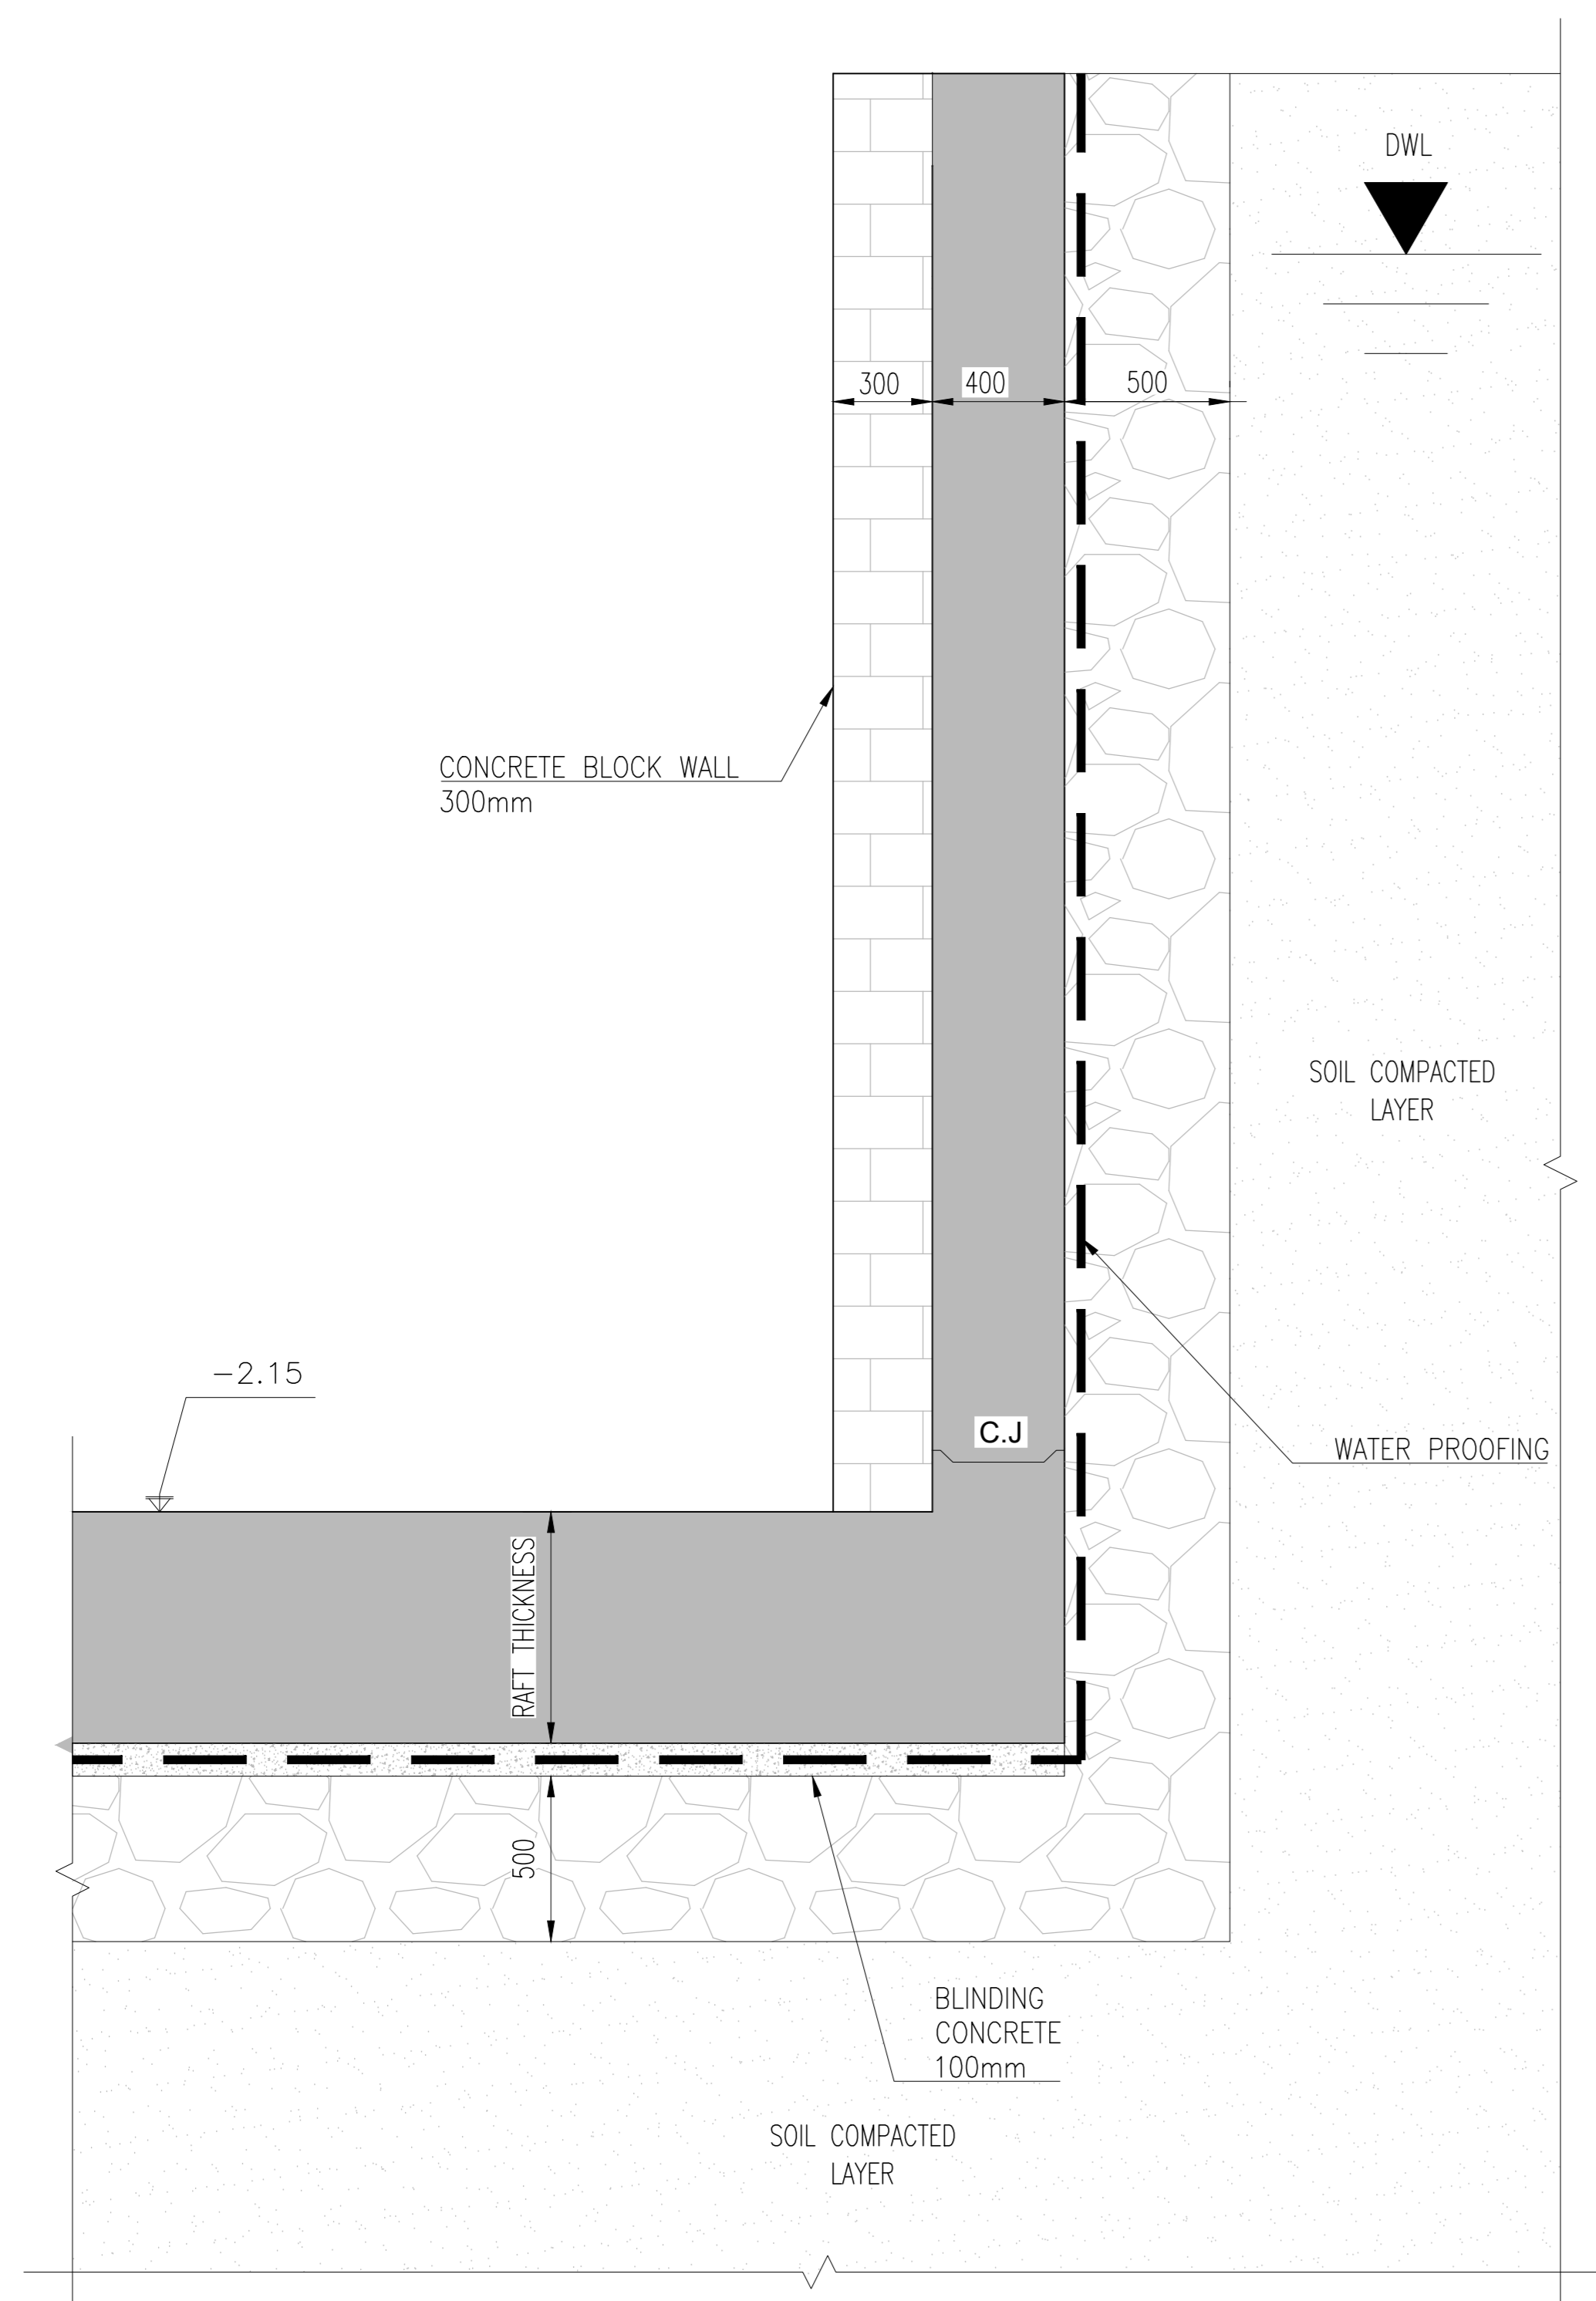 DWL
300
400
500
CONCRETE BLOCK WALL
300mm
SOIL COMPACTED
LAYER
-2.15
C.J
WATER PROOFING
RAFT THICKNESS
500
BLINDING
CONCRETE
100mm
SOIL COMPACTED
LAYER